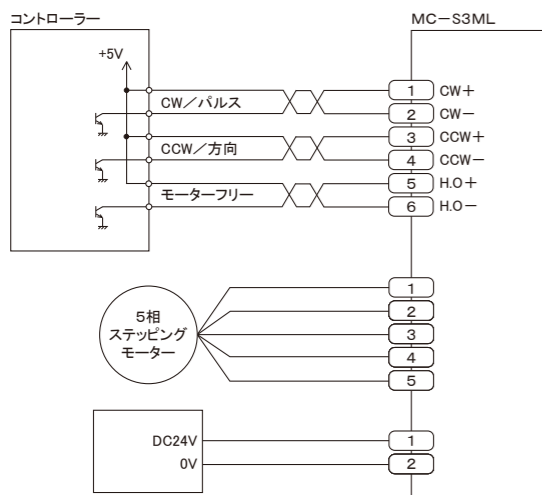 コントローラー
MC-S3ML
+5V
CW/パルス
1 CW+
2 CW-
CCW/方向
3 CCW+
4 CCW-
モーターフリー
5 H.O+
6 H.O-
5相
ステッピング
モーター
1
2
3
4
5
DC24V
1
0V
2